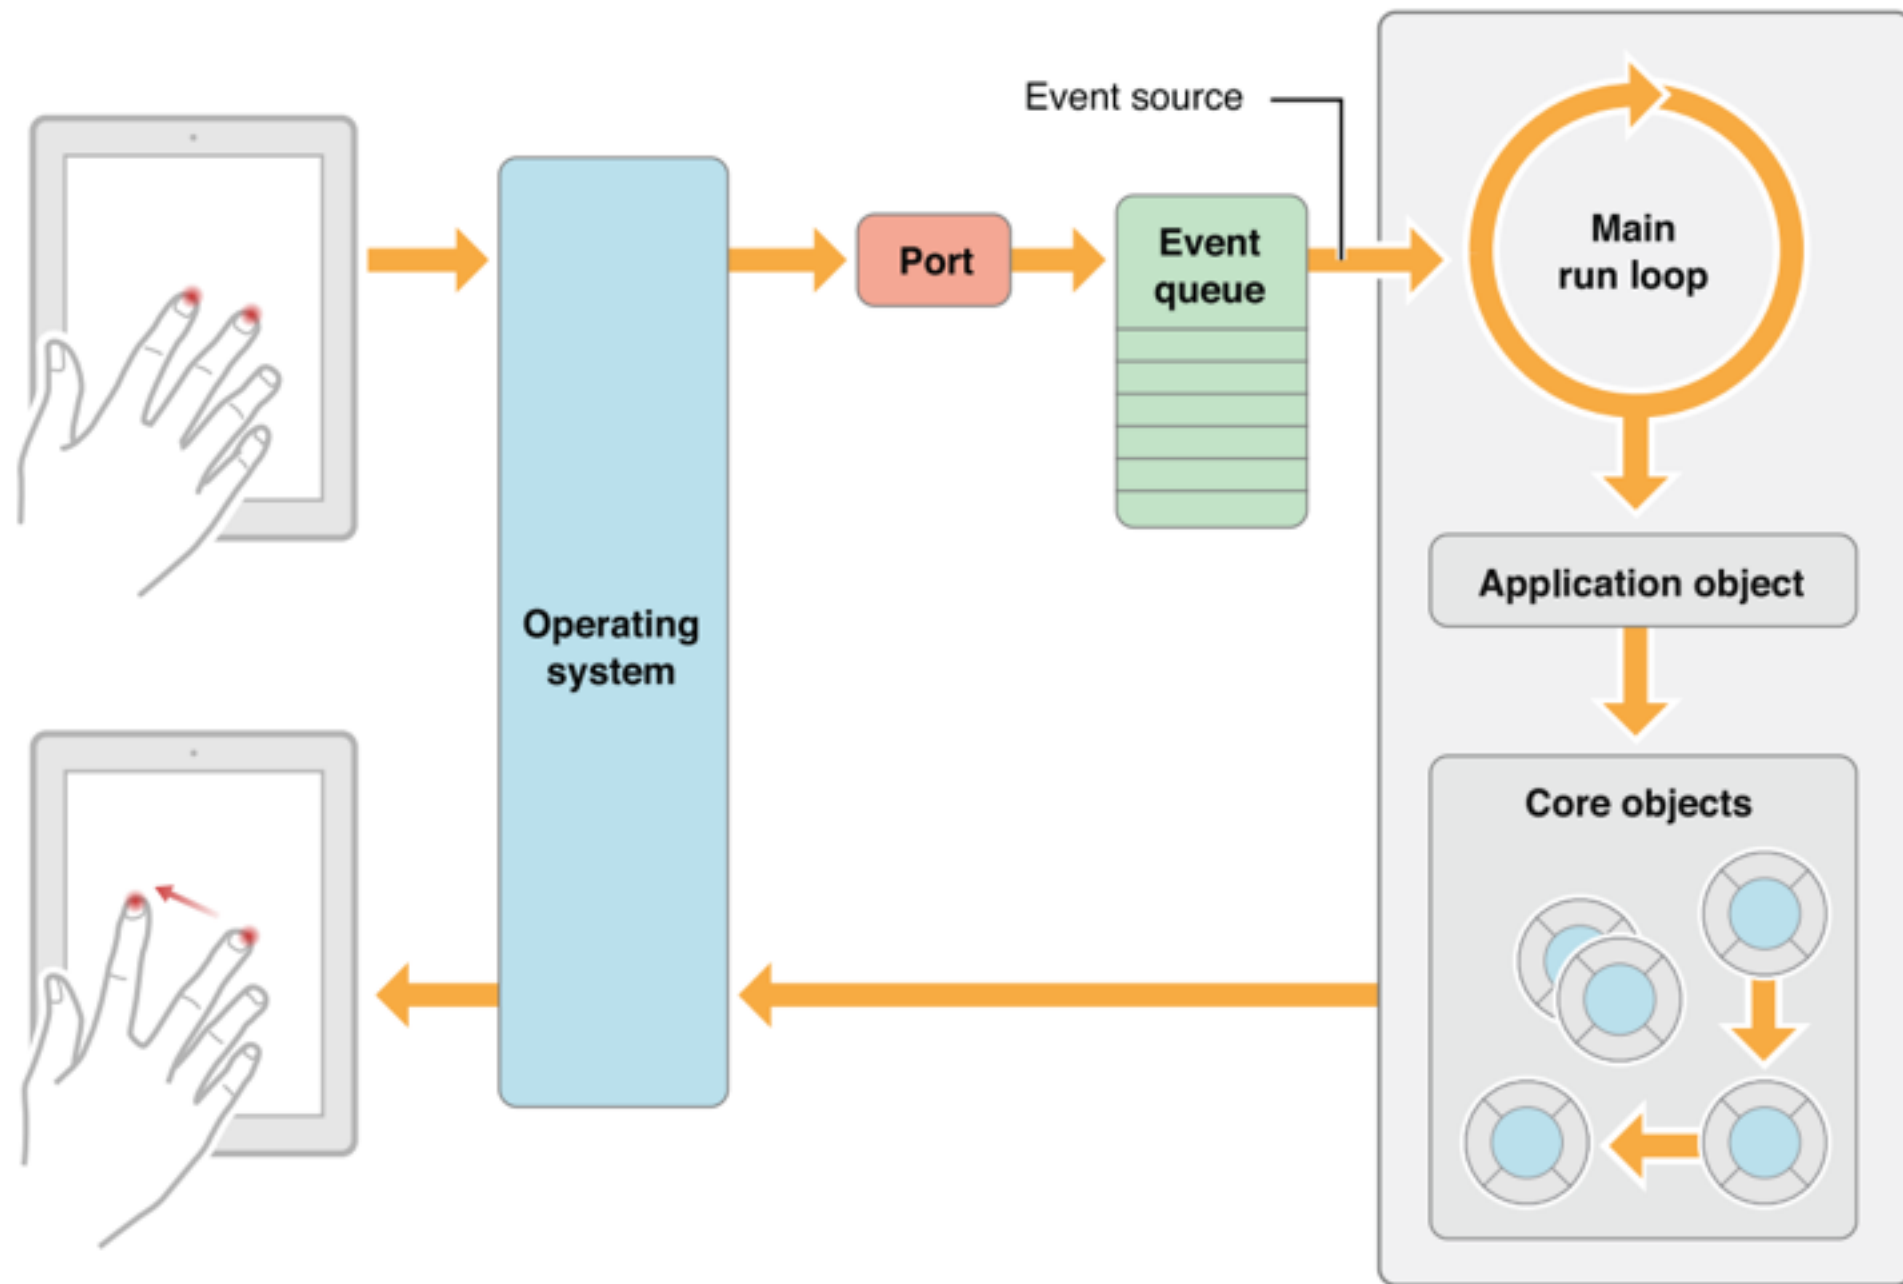 Event source
Main
run loop
Event
queue
Port
Application object
Operating
system
Core objects